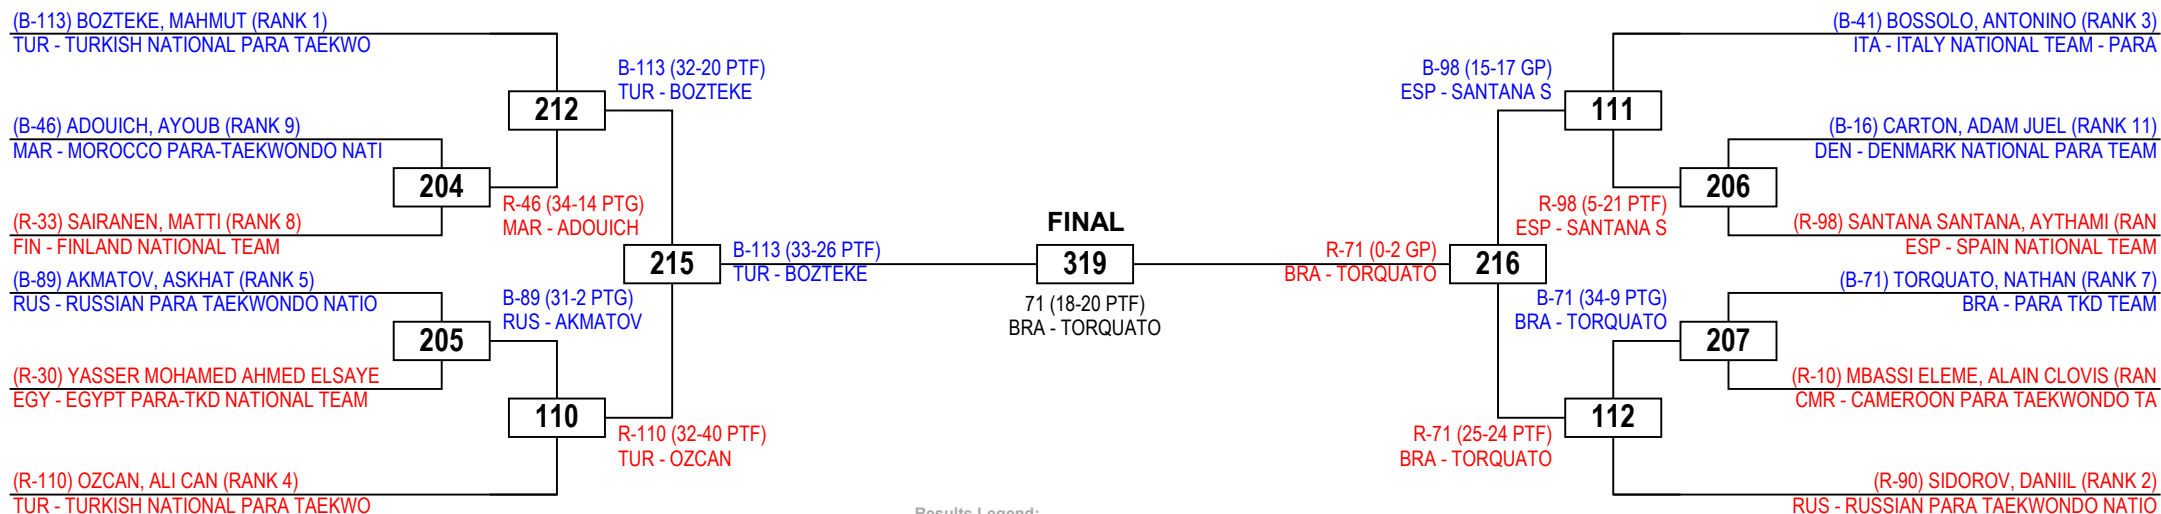 (B-113) BOZTEKE, MAHMUT (RANK 1)
TUR - TURKISH NATIONAL PARA TAEKWO
B-113 (32-20 PTF)
TUR - BOZTEKE
212
(B-46) ADOUICH, AYOUB (RANK 9)
MAR - MOROCCO PARA-TAEKWONDO NATI
204
R-46 (34-14 PTG)
MAR - ADOUICH
(R-33) SAIRANEN, MATTI (RANK 8)
FIN - FINLAND NATIONAL TEAM
215
B-113 (33-26 PTF)
TUR - BOZTEKE
(B-89) AKMATOV, ASKHAT (RANK 5)
RUS - RUSSIAN PARA TAEKWONDO NATIO
B-89 (31-2 PTG)
RUS - AKMATOV
205
(R-30) YASSER MOHAMED AHMED ELSAYE
EGY - EGYPT PARA-TKD NATIONAL TEAM
110
R-110 (32-40 PTF)
TUR - OZCAN
(R-110) OZCAN, ALI CAN (RANK 4)
TUR - TURKISH NATIONAL PARA TAEKWO
FINAL
319
71 (18-20 PTF)
BRA - TORQUATO
(B-41) BOSSOLO, ANTONINO (RANK 3)
ITA - ITALY NATIONAL TEAM - PARA
B-98 (15-17 GP)
ESP - SANTANA S
111
(B-16) CARTON, ADAM JUEL (RANK 11)
DEN - DENMARK NATIONAL PARA TEAM
206
R-98 (5-21 PTF)
ESP - SANTANA S
(R-98) SANTANA SANTANA, AYTHAMI (RAN
ESP - SPAIN NATIONAL TEAM
R-71 (0-2 GP)
BRA - TORQUATO
216
(B-71) TORQUATO, NATHAN (RANK 7)
BRA - PARA TKD TEAM
B-71 (34-9 PTG)
BRA - TORQUATO
207
(R-10) MBASSI ELEME, ALAIN CLOVIS (RAN
CMR - CAMEROON PARA TAEKWONDO TA
112
R-71 (25-24 PTF)
BRA - TORQUATO
(R-90) SIDOROV, DANIIL (RANK 2)
RUS - RUSSIAN PARA TAEKWONDO NATIO
Results Legend: